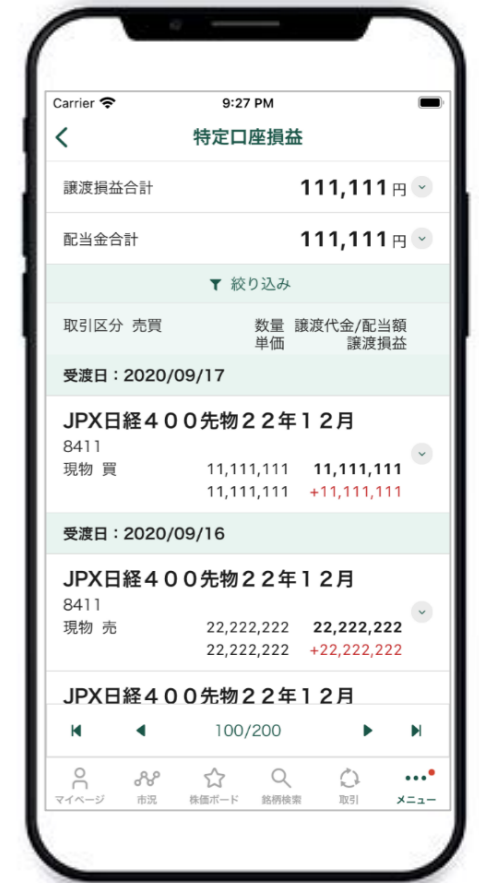 Carrier 9:27 PM
特定口座損益
譲渡損益合計 111,111 円
配当金合計 111,111 円
絞り込み
取引区分 売買 数量 譲渡代金/配当額
単価 譲渡損益
受渡日：2020/09/17
JPX日経４００先物２２年１２月
8411
現物 買 11,111,111 11,111,111
11,111,111 +11,111,111
受渡日：2020/09/16
JPX日経４００先物２２年１２月
8411
現物 売 22,222,222 22,222,222
22,222,222 +22,222,222
JPX日経４００先物２２年１２月
100/200
マイページ 市況 株価ボード 銘柄検索 取引 メニュー